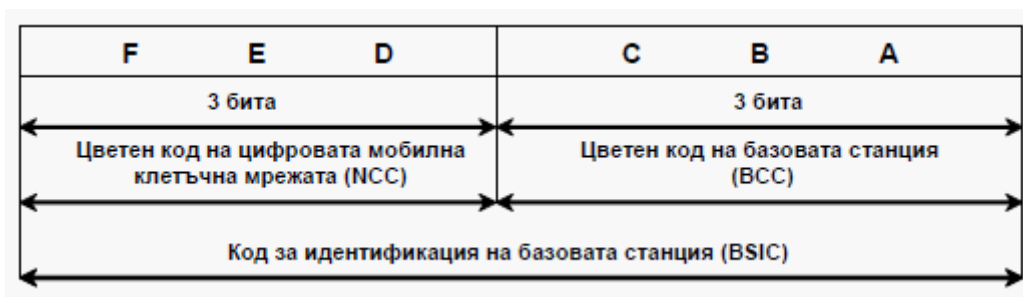 F E D C B A
3 бита 3 бита
Цветен код на цифровата мобилна
клетъчна мрежата (NCC)
Цветен код на базовата станция
(BCC)
Код за идентификация на базовата станция (BSIC)